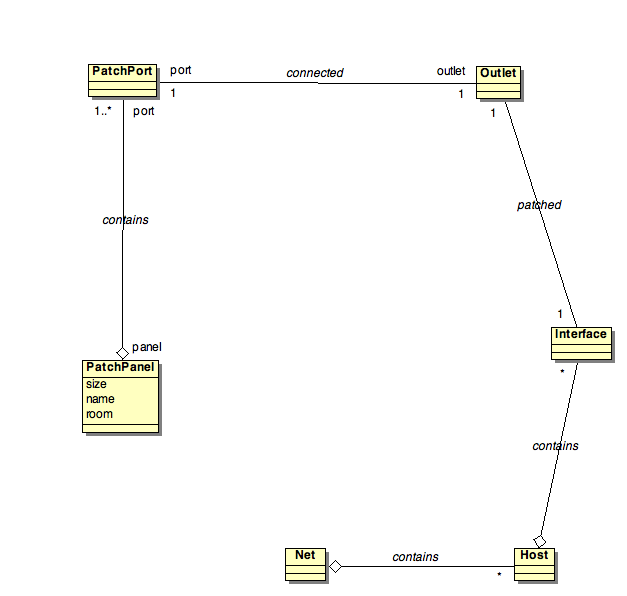 PatchPort
port
connected
outlet
Outlet
1
1
1..*
port
1
contains
patched
1
panel
Interface
PatchPanel
*
size
name
room
contains
Net
contains
Host
*